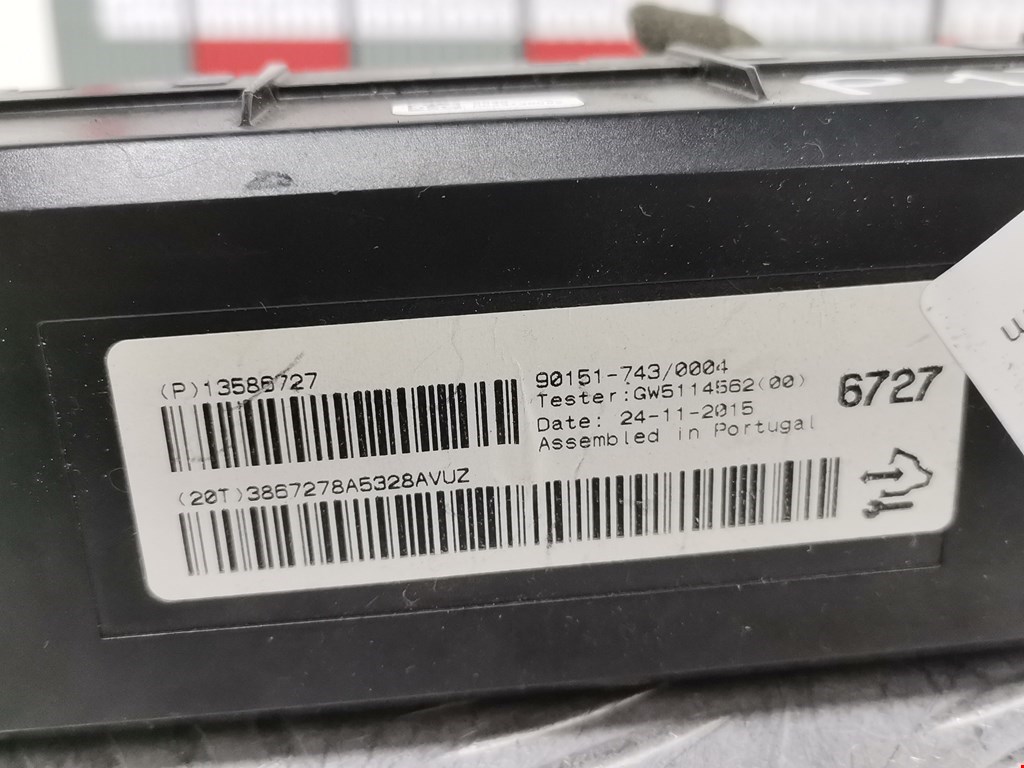 (P)13586727
90151-743/0004
Tester:GW5114562(00)
Date: 24-11-2015
Assembled in Portugal
6727
(20T)3867278A5328AVUZ